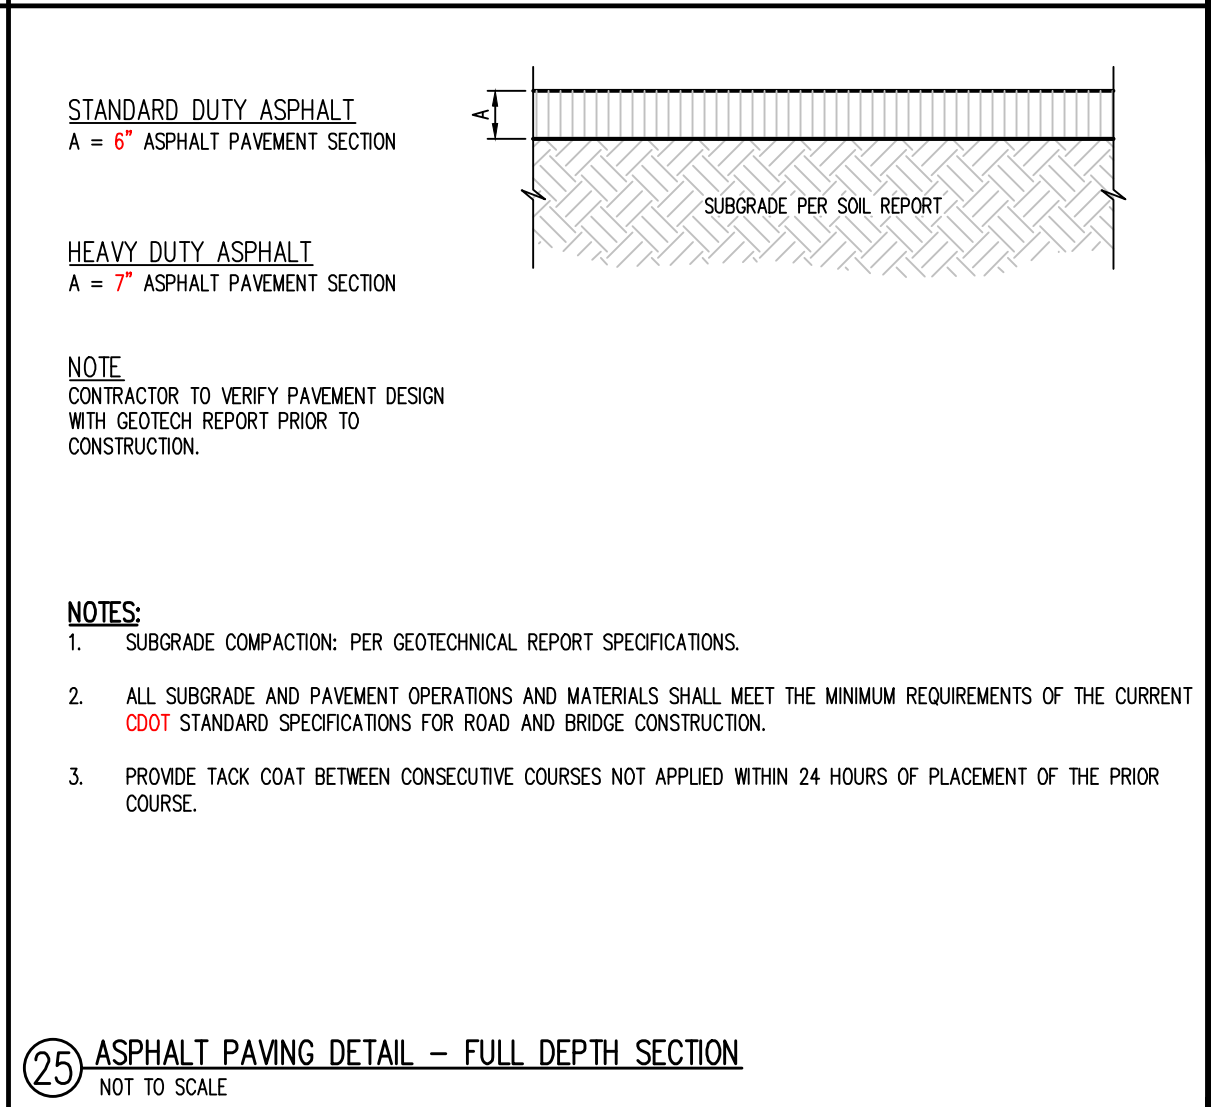 STANDARD DUTY ASPHALT
A = 6" ASPHALT PAVEMENT SECTION
A
SUBGRADE PER SOIL REPORT
HEAVY DUTY ASPHALT
A = 7" ASPHALT PAVEMENT SECTION
NOTE
CONTRACTOR TO VERIFY PAVEMENT DESIGN
WITH GEOTECH REPORT PRIOR TO
CONSTRUCTION.
NOTES:
1. SUBGRADE COMPACTION: PER GEOTECHNICAL REPORT SPECIFICATIONS.
2. ALL SUBGRADE AND PAVEMENT OPERATIONS AND MATERIALS SHALL MEET THE MINIMUM REQUIREMENTS OF THE CURRENT
CDOT STANDARD SPECIFICATIONS FOR ROAD AND BRIDGE CONSTRUCTION.
3. PROVIDE TACK COAT BETWEEN CONSECUTIVE COURSES NOT APPLIED WITHIN 24 HOURS OF PLACEMENT OF THE PRIOR
COURSE.
25 ASPHALT PAVING DETAIL – FULL DEPTH SECTION
NOT TO SCALE